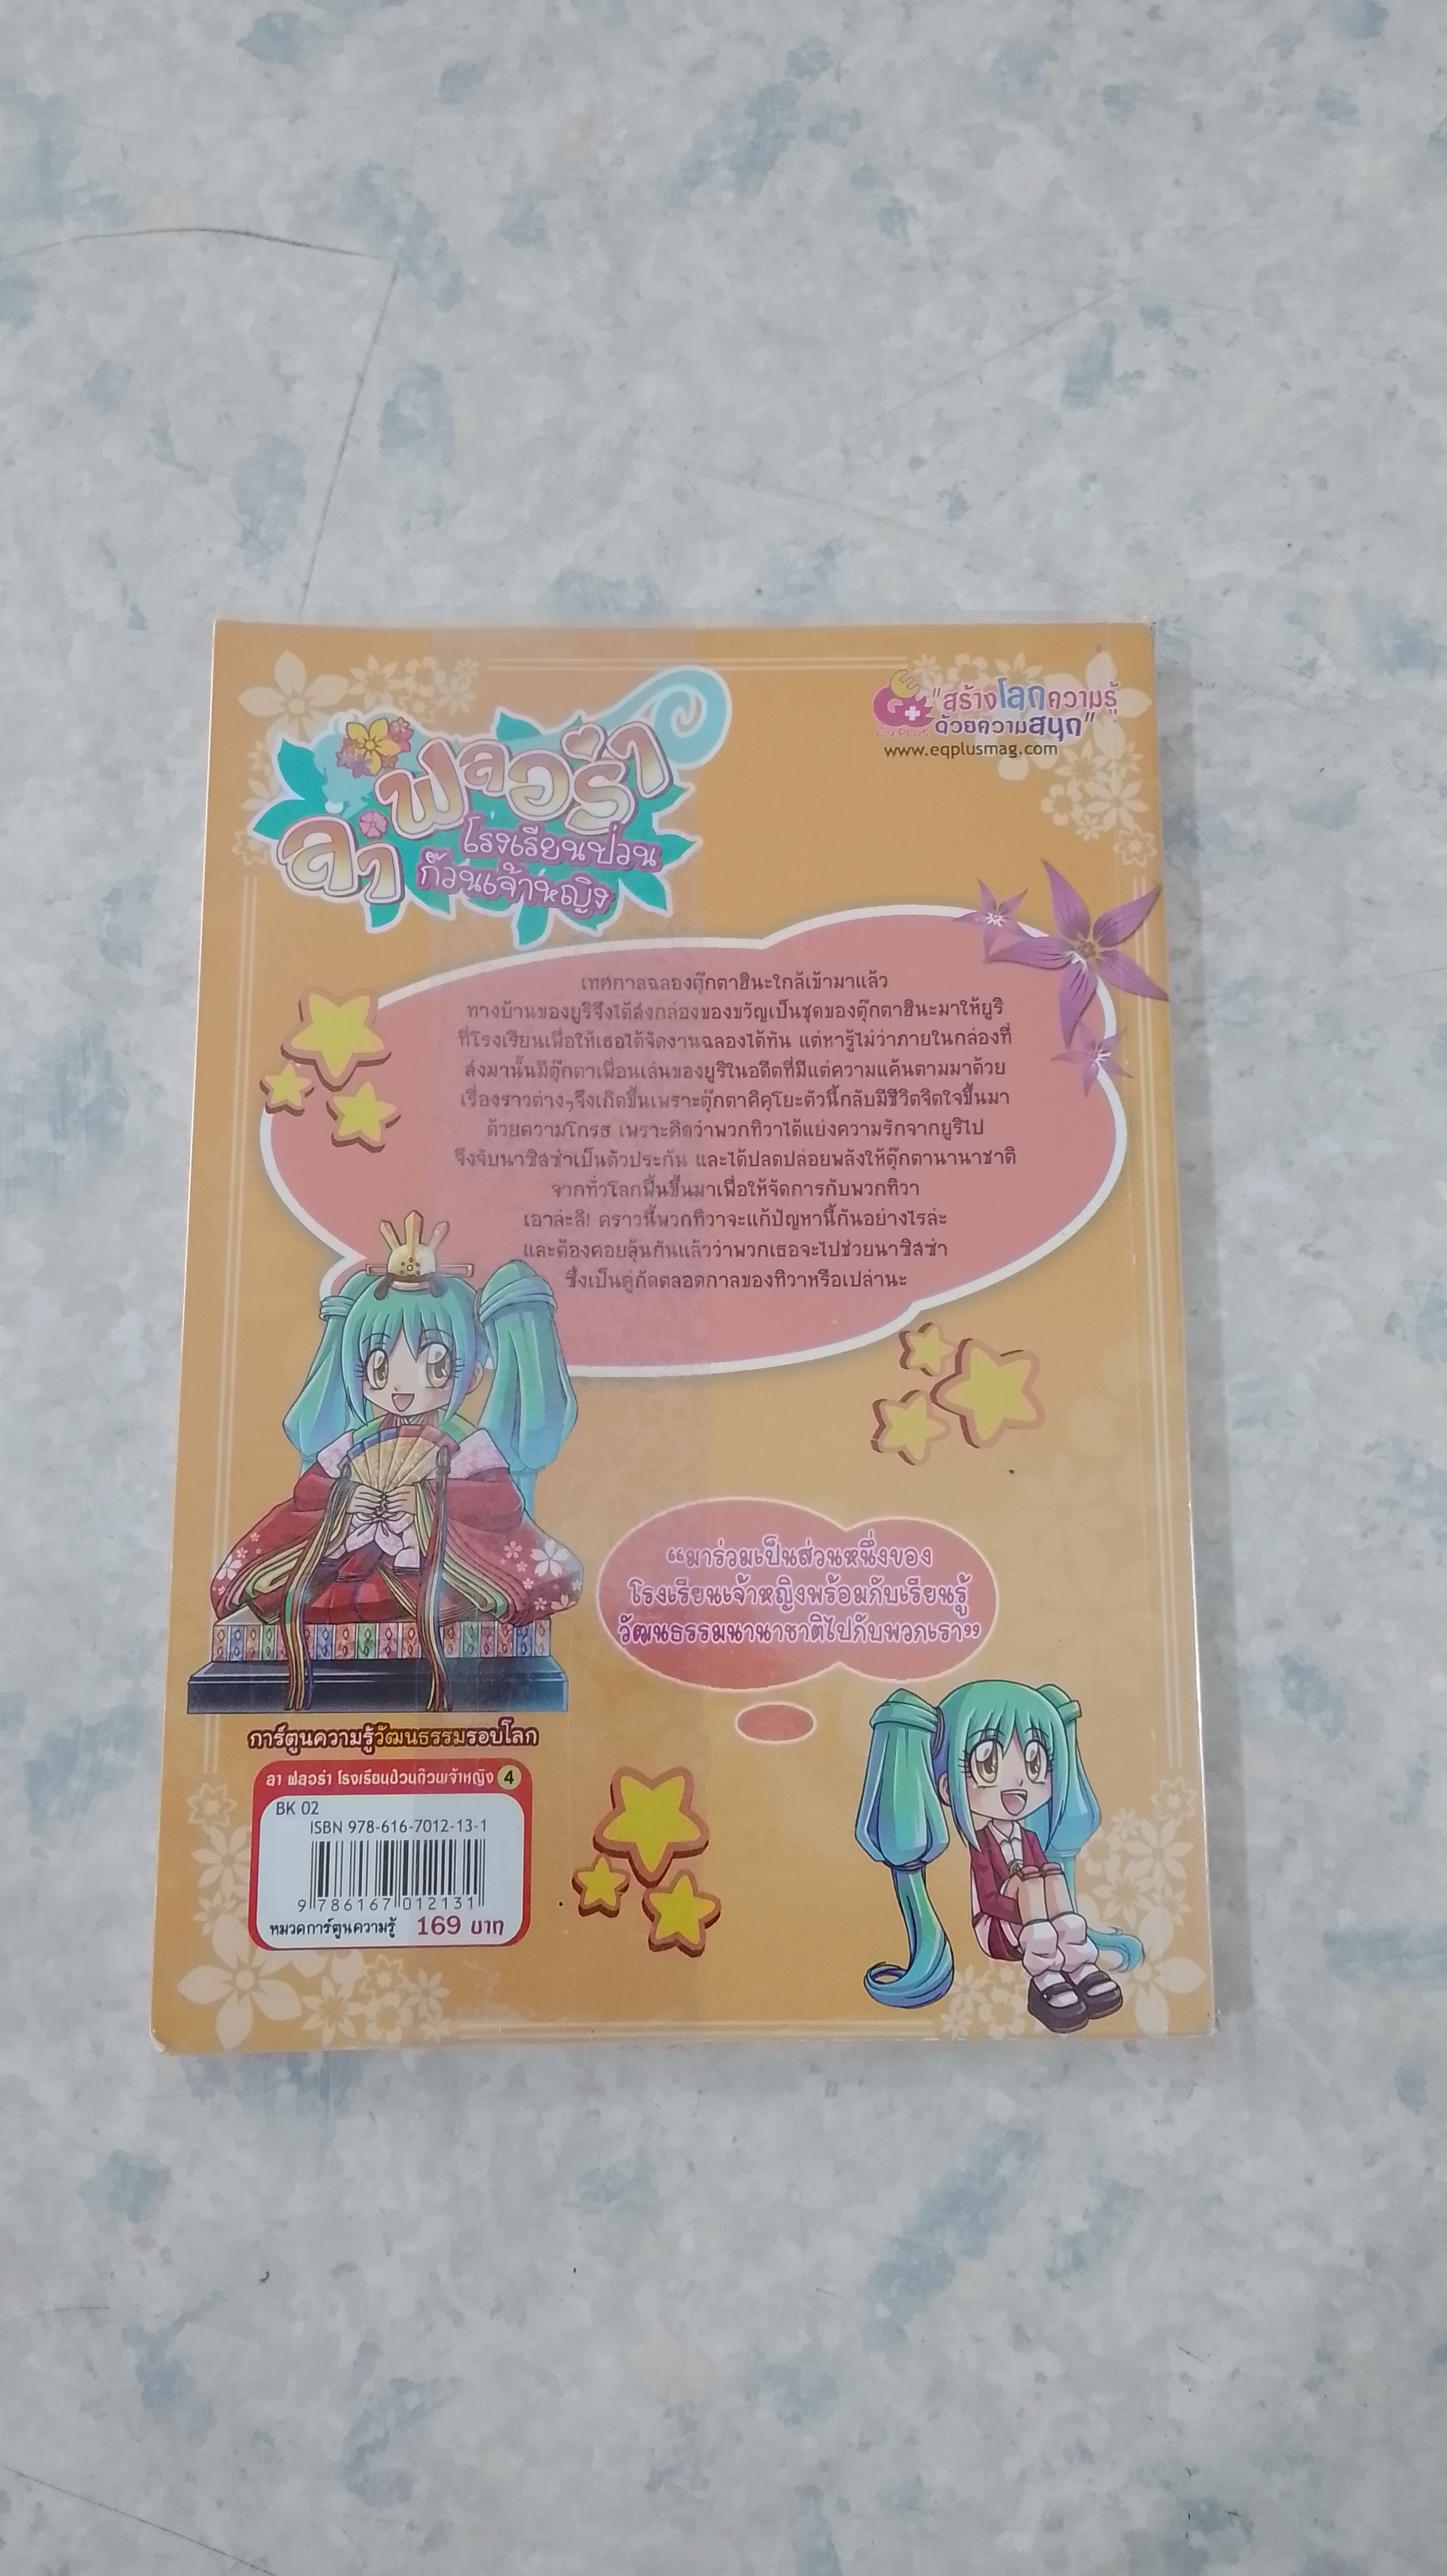 ลา ฟลอร่า
โรงเรียนป่วน
ก๊วนเจ้าหญิง
EQ PLUS
"สร้างโลกความรู้
ด้วยความสนุก"
www.eqplusmag.com
เทศกาลฉลองตุ๊กตาฮินะใกล้เข้ามาแล้ว
ทางบ้านของยูริจึงได้ส่งกล่องของขวัญเป็นชุดของตุ๊กตาฮินะมาให้ยูริ
ที่โรงเรียนเพื่อให้เธอได้จัดงานฉลองได้ทัน แต่หารู้ไม่ว่าภายในกล่องที่
ส่งมานั้นมีตุ๊กตาเพื่อนเล่นของยูริในอดีตที่มีแต่ความแค้นตามมาด้วย
เรื่องราวต่างๆจึงเกิดขึ้นเพราะตุ๊กตาคิคุโยะตัวนี้กลับมีชีวิตจิตใจขึ้นมา
ด้วยความโกรธ เพราะคิดว่าพวกทิวาได้แย่งความรักจากยูริไป
จึงจับนาซิสซ่าเป็นตัวประกัน และได้ปลดปล่อยพลังให้ตุ๊กตานานาชาติ
จากทั่วโลกฟื้นขึ้นมาเพื่อให้จัดการกับพวกทิวา
เอาล่ะสิ! คราวนี้พวกทิวาจะแก้ปัญหานี้กันอย่างไรล่ะ
และต้องคอยลุ้นกันแล้วว่าพวกเธอจะไปช่วยนาซิสซ่า
ซึ่งเป็นคู่กัดตลอดกาลของทิวาหรือเปล่านะ
“มาร่วมเป็นส่วนหนึ่งของ
โรงเรียนเจ้าหญิงพร้อมกับเรียนรู้
วัฒนธรรมนานาชาติไปกับพวกเรา”
การ์ตูนความรู้วัฒนธรรมรอบโลก
ลา ฟลอร่า โรงเรียนป่วนก๊วนเจ้าหญิง 4
BK 02
ISBN 978-616-7012-13-1
9 786167 012131
หมวดการ์ตูนความรู้ 169 บาท